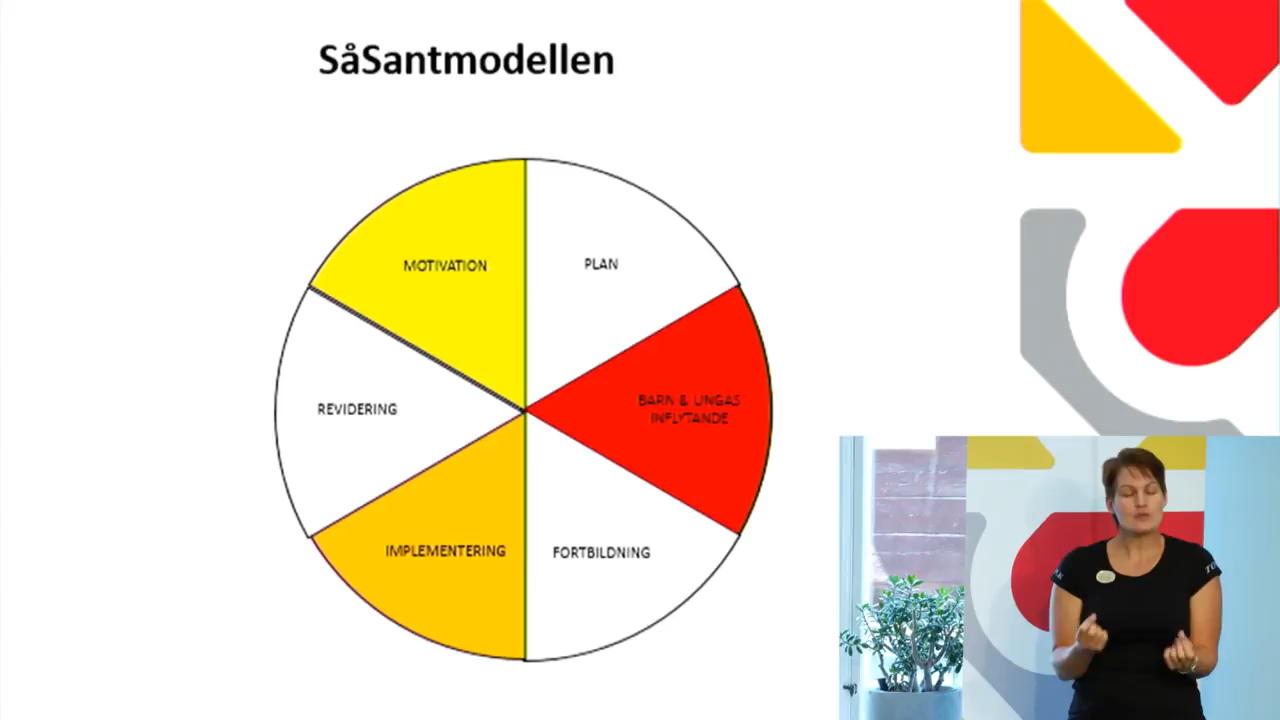 SåSantmodellen
MOTIVATION
PLAN
BARN & UNGAS
INFLYTANDE
REVIDERING
IMPLEMENTERING
FORTBILDNING